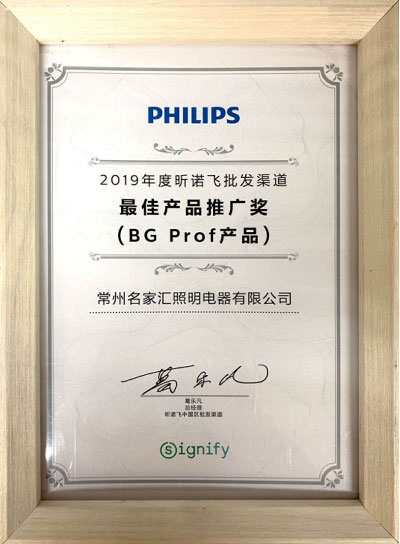 PHILIPS
2019年度昕诺飞批发渠道
最佳产品推广奖
(BG Prof产品)
常州名家汇照明电器有限公司
葛乐凡
葛乐凡
总经理
昕诺飞中国区批发渠道
Signify